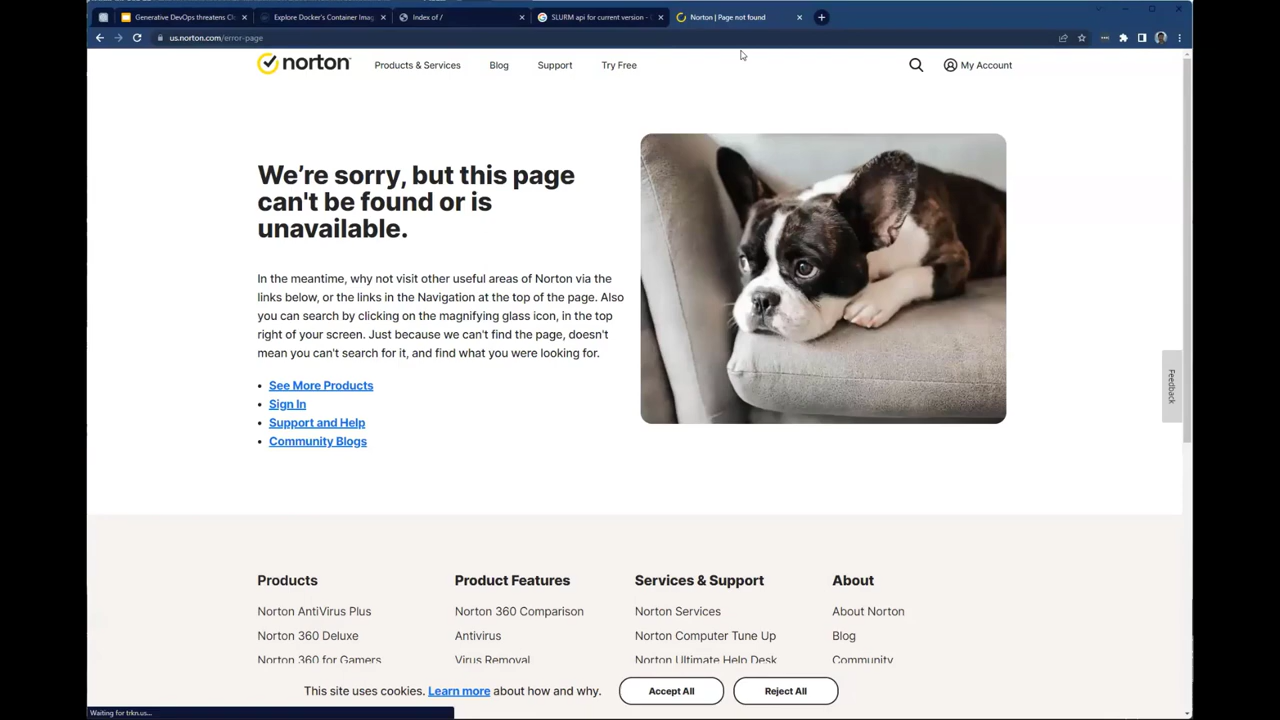 Generative DevOps threatens Cl
Explore Docker's Container Imag
Index of /
SLURM api for current version -
Norton | Page not found
us.norton.com/error-page
norton
Products & Services
Blog
Support
Try Free
My Account
We're sorry, but this page
can't be found or is
unavailable.
In the meantime, why not visit other useful areas of Norton via the
links below, or the links in the Navigation at the top of the page. Also
you can search by clicking on the magnifying glass icon, in the top
right of your screen. Just because we can't find the page, doesn't
mean you can't search for it, and find what you were looking for.
• See More Products
• Sign In
• Support and Help
• Community Blogs
Feedback
Products
Norton AntiVirus Plus
Norton 360 Deluxe
Norton 360 for Gamers
Product Features
Norton 360 Comparison
Antivirus
Virus Removal
Services & Support
Norton Services
Norton Computer Tune Up
Norton Ultimate Help Desk
About
About Norton
Blog
Community
This site uses cookies. Learn more about how and why.
Accept All
Reject All
Waiting for trkn.us...